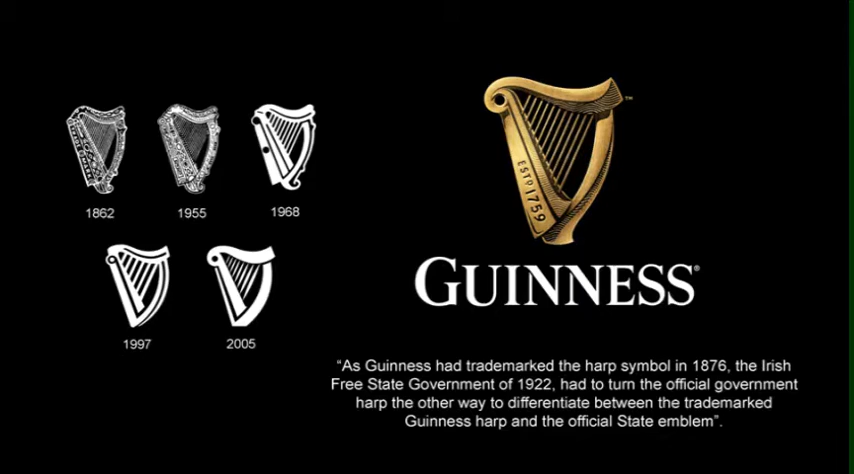 1862
1955
1968
1997
2005
ESTD 1759
™
GUINNESS®
“As Guinness had trademarked the harp symbol in 1876, the Irish
Free State Government of 1922, had to turn the official government
harp the other way to differentiate between the trademarked
Guinness harp and the official State emblem”.